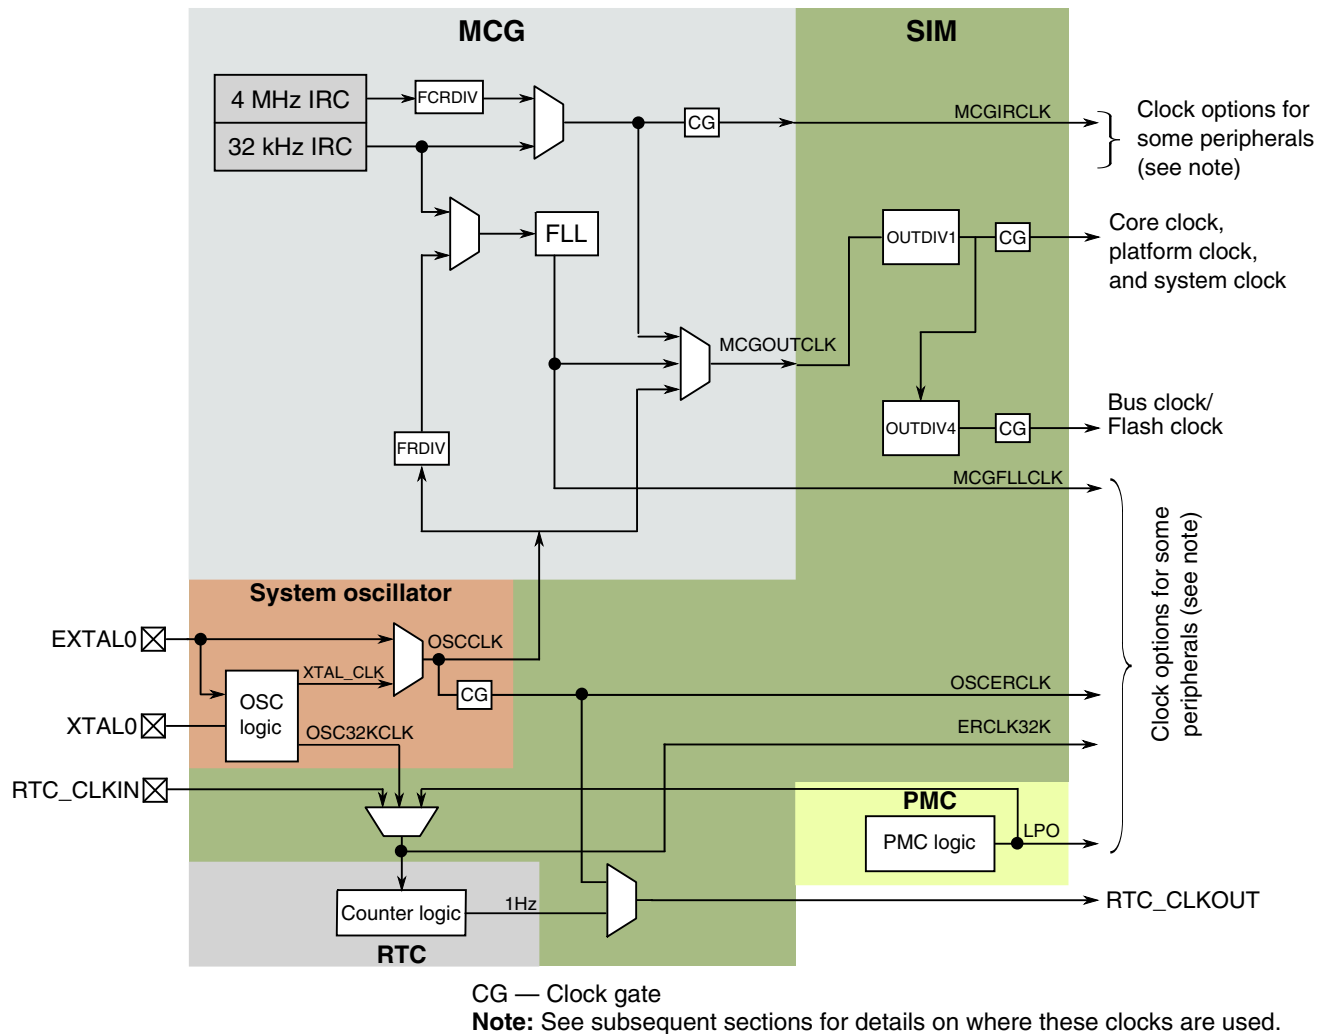 MCG
SIM
4 MHz IRC
FCRDIV
32 kHz IRC
CG
MCGIRCLK
Clock options for
some peripherals
(see note)
FLL
OUTDIV1
CG
Core clock,
platform clock,
and system clock
MCGOUTCLK
OUTDIV4
CG
Bus clock/
Flash clock
FRDIV
MCGFLLCLK
Clock options for some
peripherals (see note)
System oscillator
EXTAL0
OSCCLK
XTAL_CLK
OSC
logic
CG
OSCERCLK
XTAL0
OSC32KCLK
ERCLK32K
RTC_CLKIN
PMC
PMC logic
LPO
Counter logic
1Hz
RTC_CLKOUT
RTC
CG — Clock gate
Note: See subsequent sections for details on where these clocks are used.